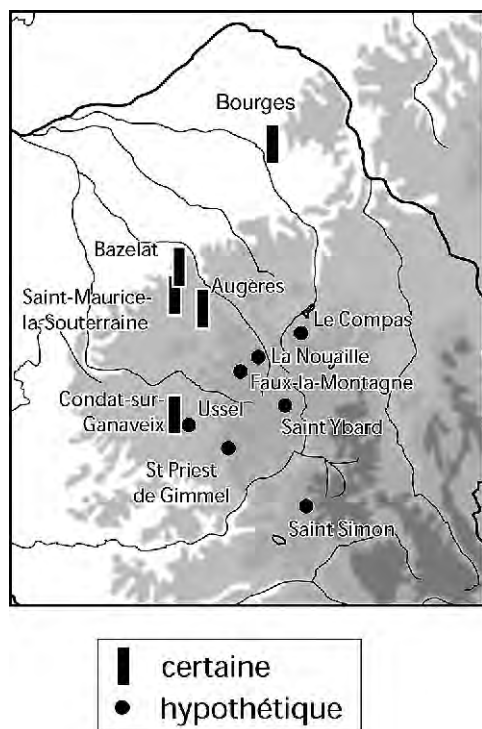 Bourges
Bazelat
Augères
Saint-Maurice-
la-Souterraine
Le Compas
La Nouaille
Faux-la-Montagne
Condat-sur-
Ganaveix
Ussel
Saint Ybard
St Priest
de Gimmel
Saint Simon
certaine
hypothétique